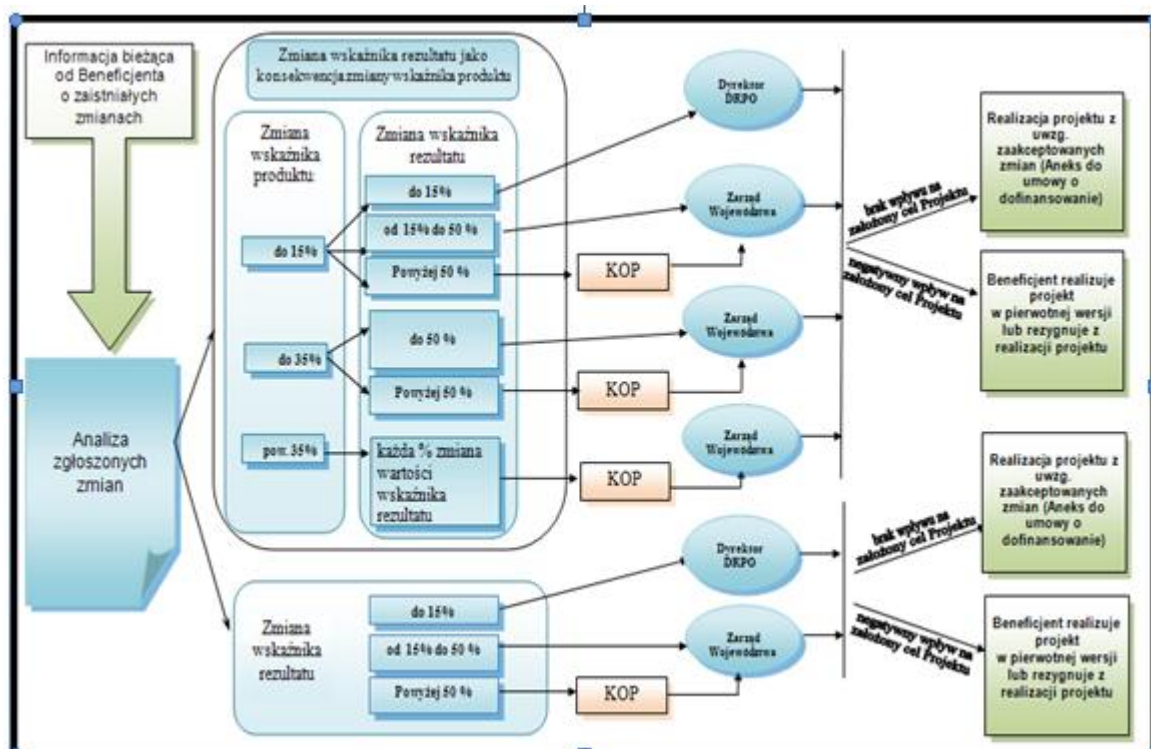 Informacja bieżąca
od Beneficjenta
o zaistniałych
zmianach
Analiza
zgłoszonych
zmian
Zmiana wskaźnika rezultatu jako
konsekwencja zmiany wskaźnika produktu
Zmiana
wskaźnika
produktu:
do 15%
do 35%
pow. 35%
Zmiana wskaźnika
rezultatu
do 15%
od 15% do 50 %
Powyżej 50 %
do 50 %
Powyżej 50 %
każda % zmiana
wartości
wskaźnika
rezultatu
KOP
KOP
KOP
Dyrektor
DRPO
Zarząd
Województwa
Zarząd
Województwa
Zarząd
Województwa
brak wpływu na
założony cel Projektu
negatywny wpływ na
założony cel Projektu
Realizacja projektu z
uwzg.
zaakceptowanych
zmian (Aneks do
umowy o
dofinansowanie)
Beneficjent realizuje
projekt
w pierwotnej wersji
lub rezygnuje z
realizacji projektu
Zmiana
wskaźnika
rezultatu
do 15%
od 15% do 50 %
Powyżej 50 %
KOP
Dyrektor
DRPO
Zarząd
Województwa
brak wpływu na
założony cel Projektu
negatywny wpływ na
założony cel Projektu
Realizacja projektu z
uwzg.
zaakceptowanych
zmian (Aneks do
umowy o
dofinansowanie)
Beneficjent realizuje
projekt
w pierwotnej wersji
lub rezygnuje z
realizacji projektu